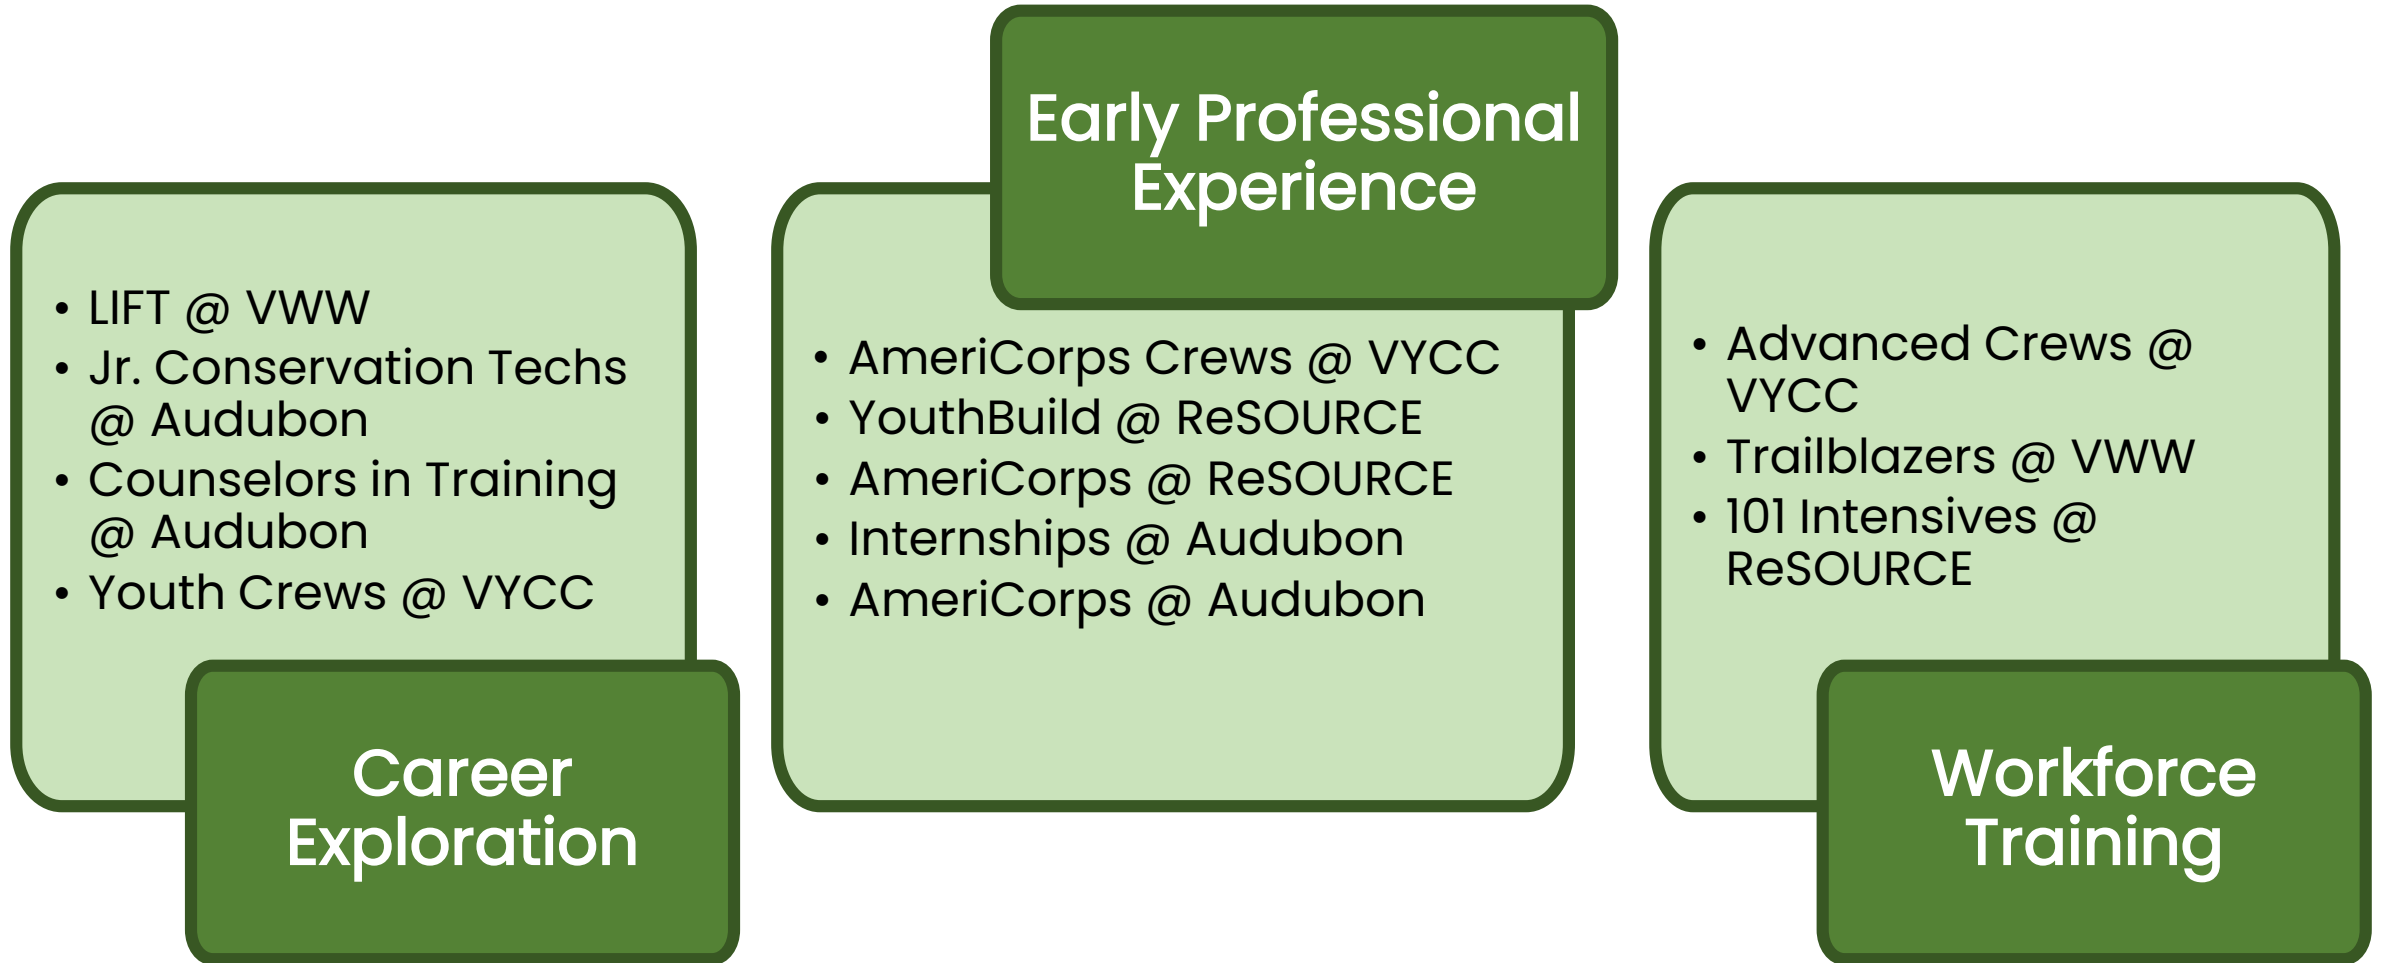 • LIFT @ VWW
• Jr. Conservation Techs
@ Audubon
• Counselors in Training
@ Audubon
• Youth Crews @ VYCC
Career
Exploration
Early Professional
Experience
• AmeriCorps Crews @ VYCC
• YouthBuild @ ReSOURCE
• AmeriCorps @ ReSOURCE
• Internships @ Audubon
• AmeriCorps @ Audubon
• Advanced Crews @
VYCC
• Trailblazers @ VWW
• 101 Intensives @
ReSOURCE
Workforce
Training